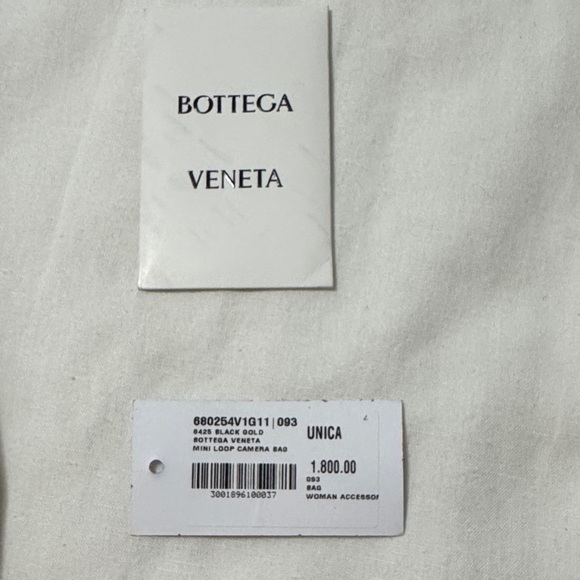 BOTTEGA
VENETA
680254V1G11|093
8425 BLACK GOLD
BOTTEGA VENETA
MINI LOOP CAMERA BAG
3001896100037
UNICA
1.800.00
093
BAG
WOMAN ACCESSOR